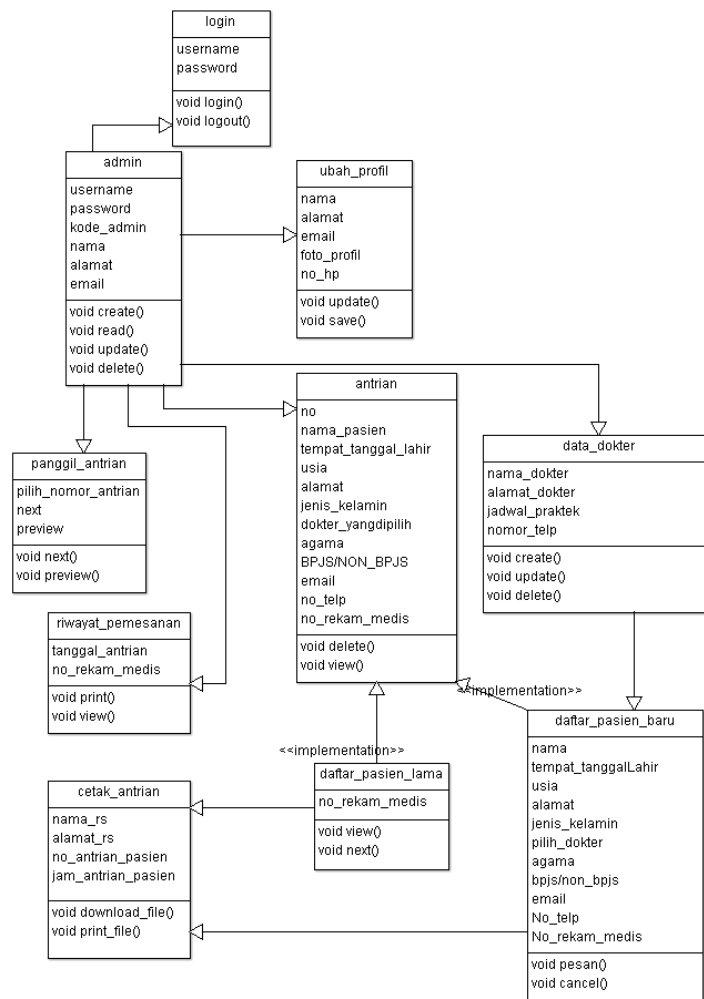 login
username
password
void login()
void logout()
admin
username
password
kode_admin
nama
alamat
email
void create()
void read()
void update()
void delete()
ubah_profil
nama
alamat
email
foto_profil
no_hp
void update()
void save()
antrian
no
nama_pasien
tempat_tanggal_lahir
usia
alamat
jenis_kelamin
dokter_yangdipilih
agama
BPJS/NON_BPJS
email
no_telp
no_rekam_medis
void delete()
void view()
data_dokter
nama_dokter
alamat_dokter
jadwal_praktek
nomor_telp
void create()
void update()
void delete()
panggil_antrian
pilih_nomor_antrian
next
preview
void next()
void preview()
riwayat_pemesanan
tanggal_antrian
no_rekam_medis
void print()
void view()
<<implementation>>
<<implementation>>
daftar_pasien_lama
no_rekam_medis
void view()
void next()
cetak_antrian
nama_rs
alamat_rs
no_antrian_pasien
jam_antrian_pasien
void download_file()
void print_file()
daftar_pasien_baru
nama
tempat_tanggalLahir
usia
alamat
jenis_kelamin
pilih_dokter
agama
bpjs/non_bpjs
email
No_telp
No_rekam_medis
void pesan()
void cancel()